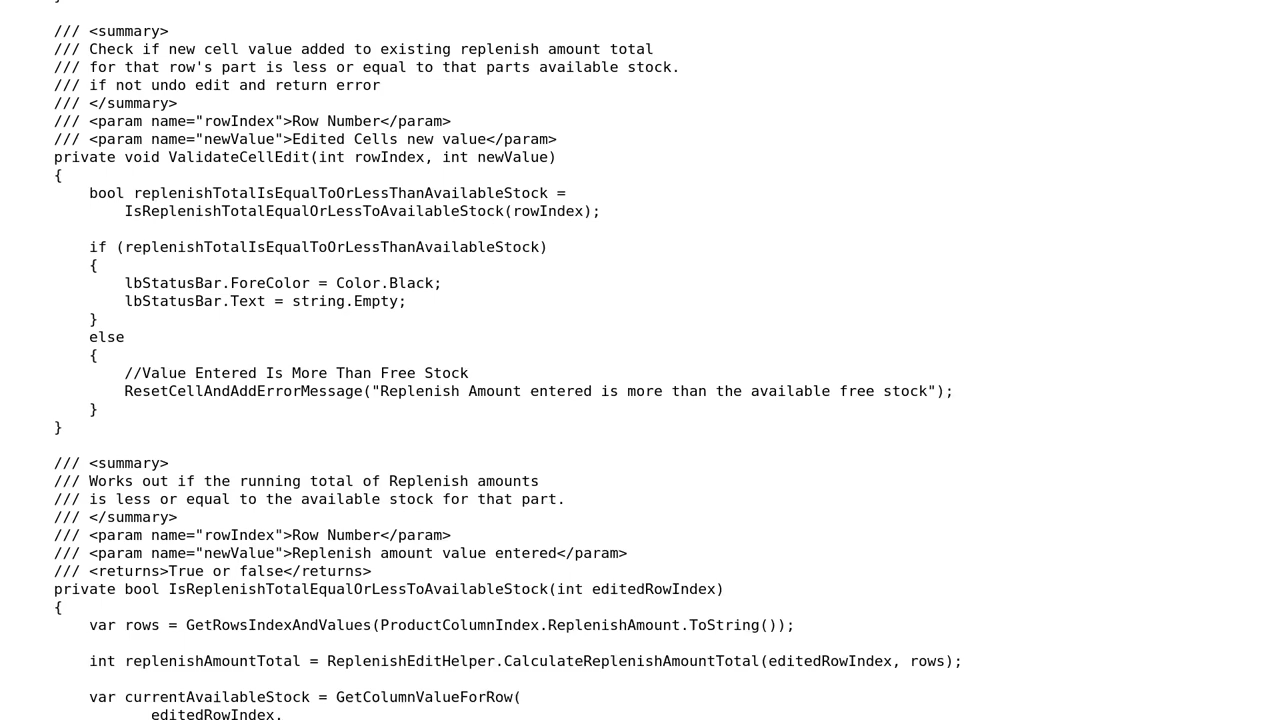 /// <summary>
/// Check if new cell value added to existing replenish amount total
/// for that row's part is less or equal to that parts available stock.
/// if not undo edit and return error
/// </summary>
/// <param name="rowIndex">Row Number</param>
/// <param name="newValue">Edited Cells new value</param>
private void ValidateCellEdit(int rowIndex, int newValue)
{
    bool replenishTotalIsEqualToOrLessThanAvailableStock =
        IsReplenishTotalEqualOrLessToAvailableStock(rowIndex);

    if (replenishTotalIsEqualToOrLessThanAvailableStock)
    {
        lbStatusBar.ForeColor = Color.Black;
        lbStatusBar.Text = string.Empty;
    }
    else
    {
        //Value Entered Is More Than Free Stock
        ResetCellAndAddErrorMessage("Replenish Amount entered is more than the available free stock");
    }
}

/// <summary>
/// Works out if the running total of Replenish amounts
/// is less or equal to the available stock for that part.
/// </summary>
/// <param name="rowIndex">Row Number</param>
/// <param name="newValue">Replenish amount value entered</param>
/// <returns>True or false</returns>
private bool IsReplenishTotalEqualOrLessToAvailableStock(int editedRowIndex)
{
    var rows = GetRowsIndexAndValues(ProductColumnIndex.ReplenishAmount.ToString());

    int replenishAmountTotal = ReplenishEditHelper.CalculateReplenishAmountTotal(editedRowIndex, rows);

    var currentAvailableStock = GetColumnValueForRow(
           editedRowIndex,